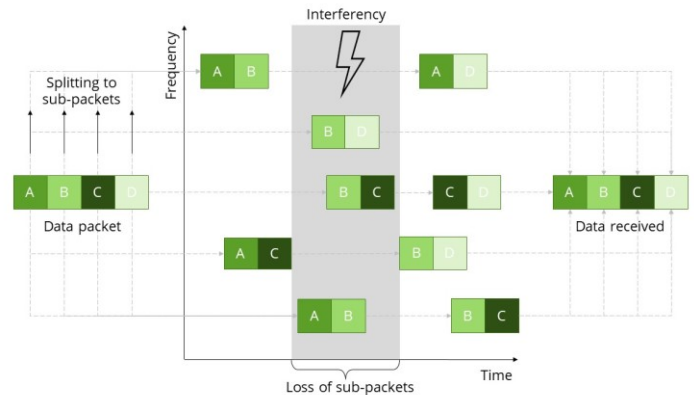 Interferency
Frequency
A B
A D
Splitting to
sub-packets
B D
A B C D
B C
C D
A B C D
Data packet
Data received
A C
B D
A B
B C
Time
Loss of sub-packets